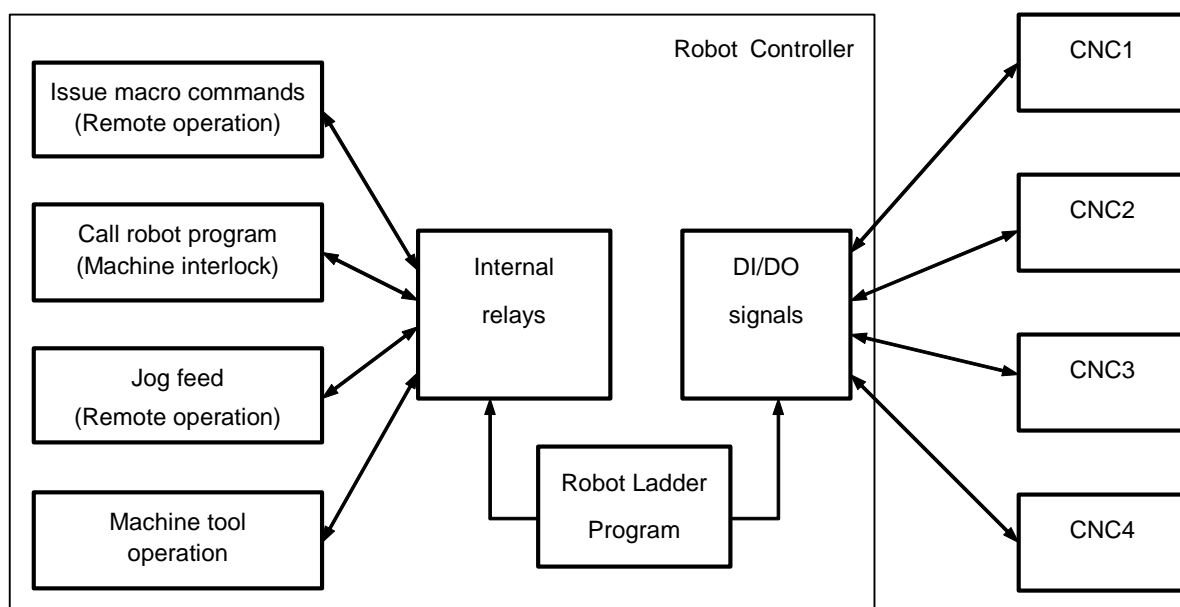 Robot Controller
Issue macro commands
(Remote operation)
Call robot program
(Machine interlock)
Jog feed
(Remote operation)
Machine tool
operation
Internal
relays
DI/DO
signals
Robot Ladder
Program
CNC1
CNC2
CNC3
CNC4